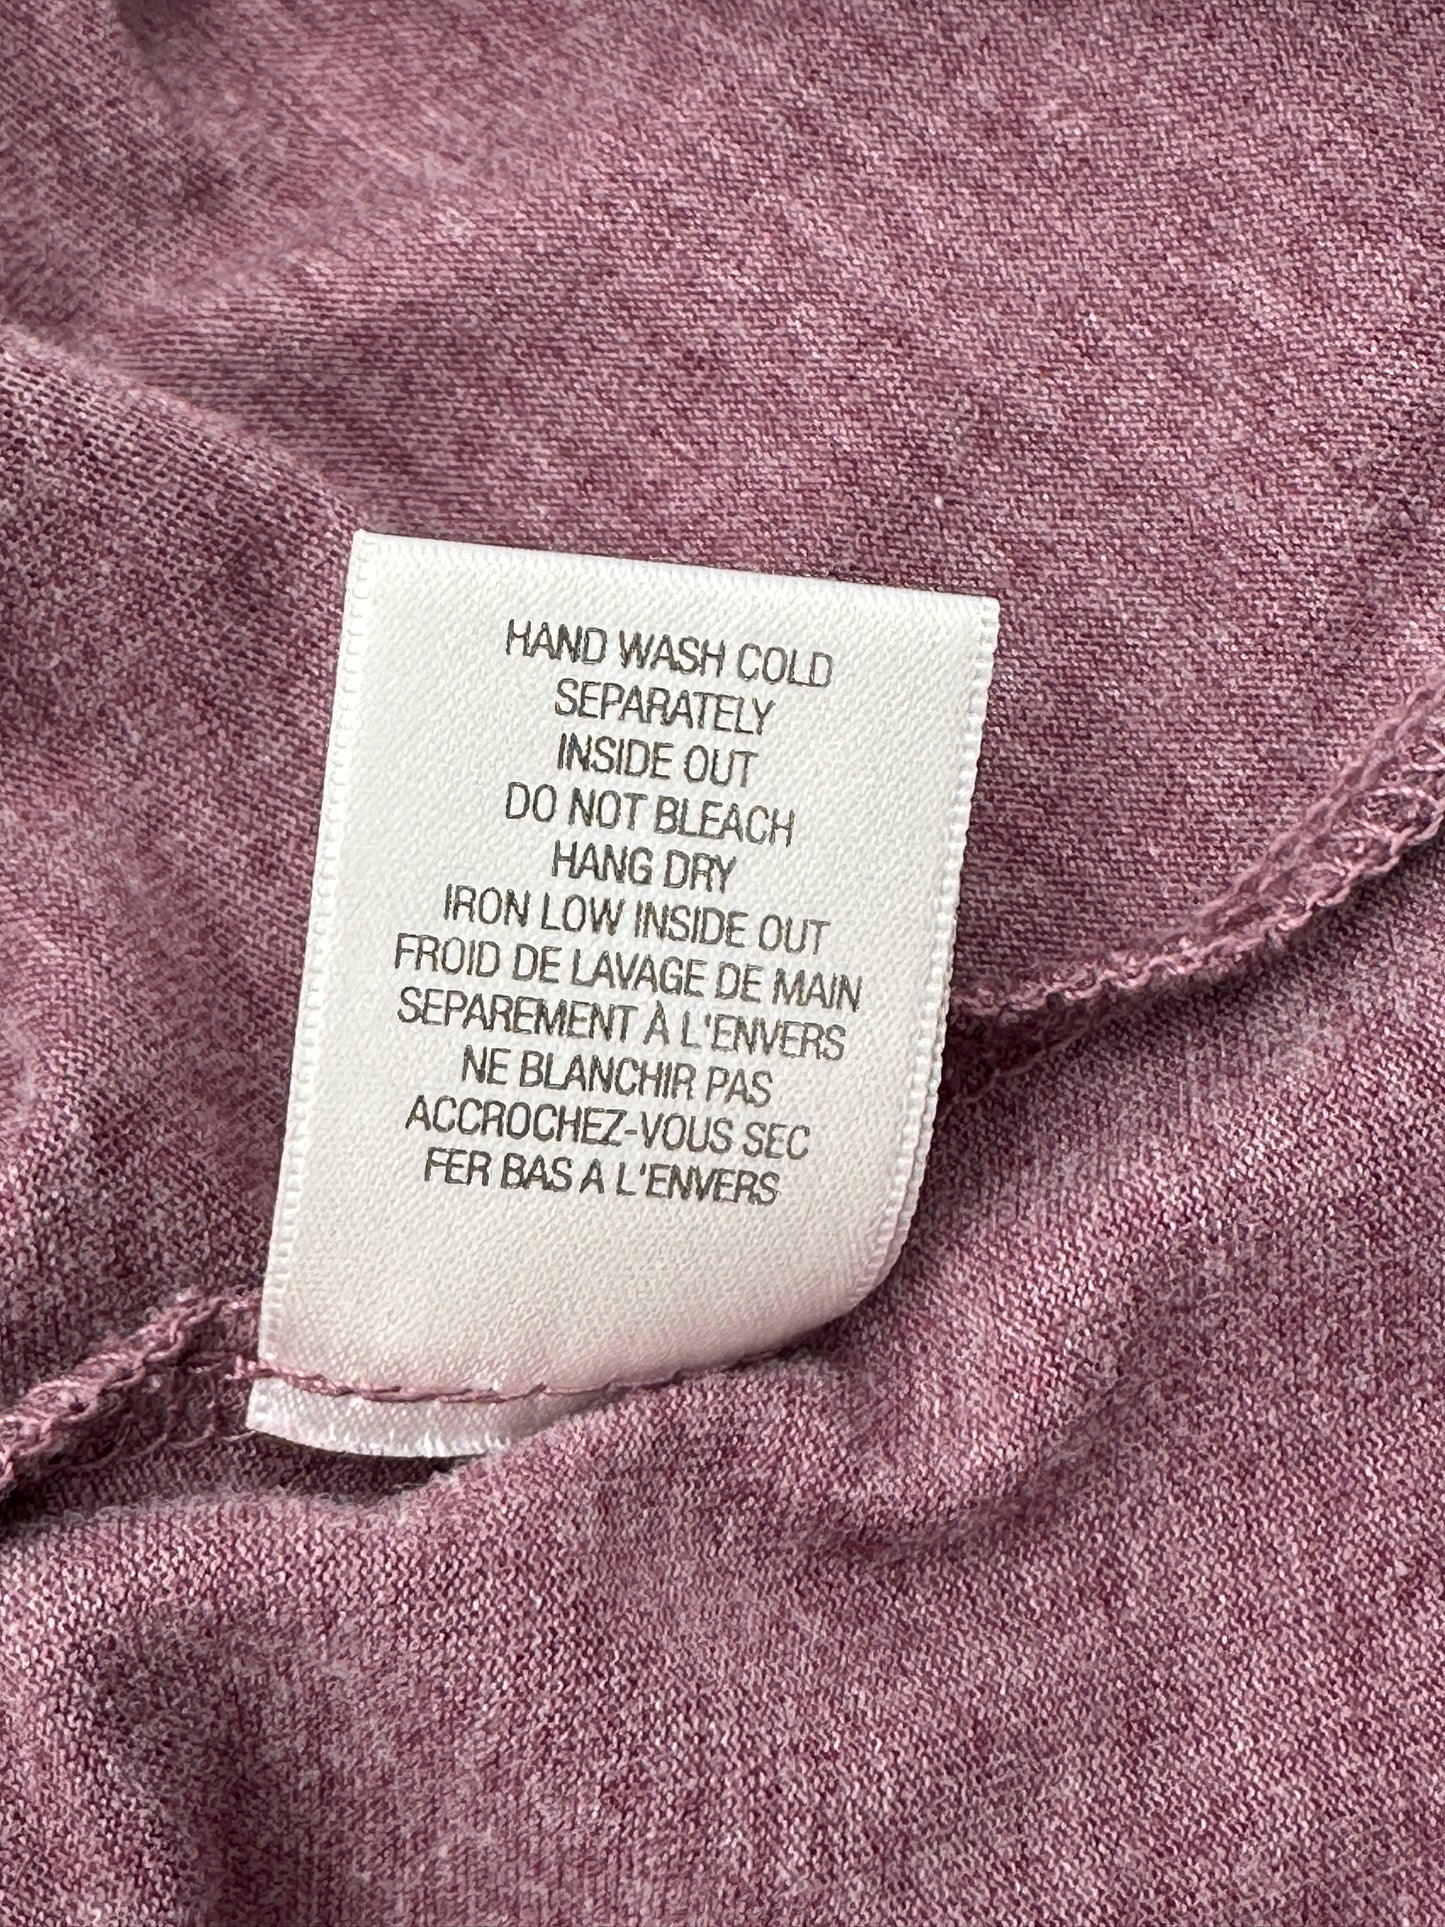 HAND WASH COLD
SEPARATELY
INSIDE OUT
DO NOT BLEACH
HANG DRY
IRON LOW INSIDE OUT
FROID DE LAVAGE DE MAIN
SEPAREMENT À L'ENVERS
NE BLANCHIR PAS
ACCROCHEZ-VOUS SEC
FER BAS A L'ENVERS